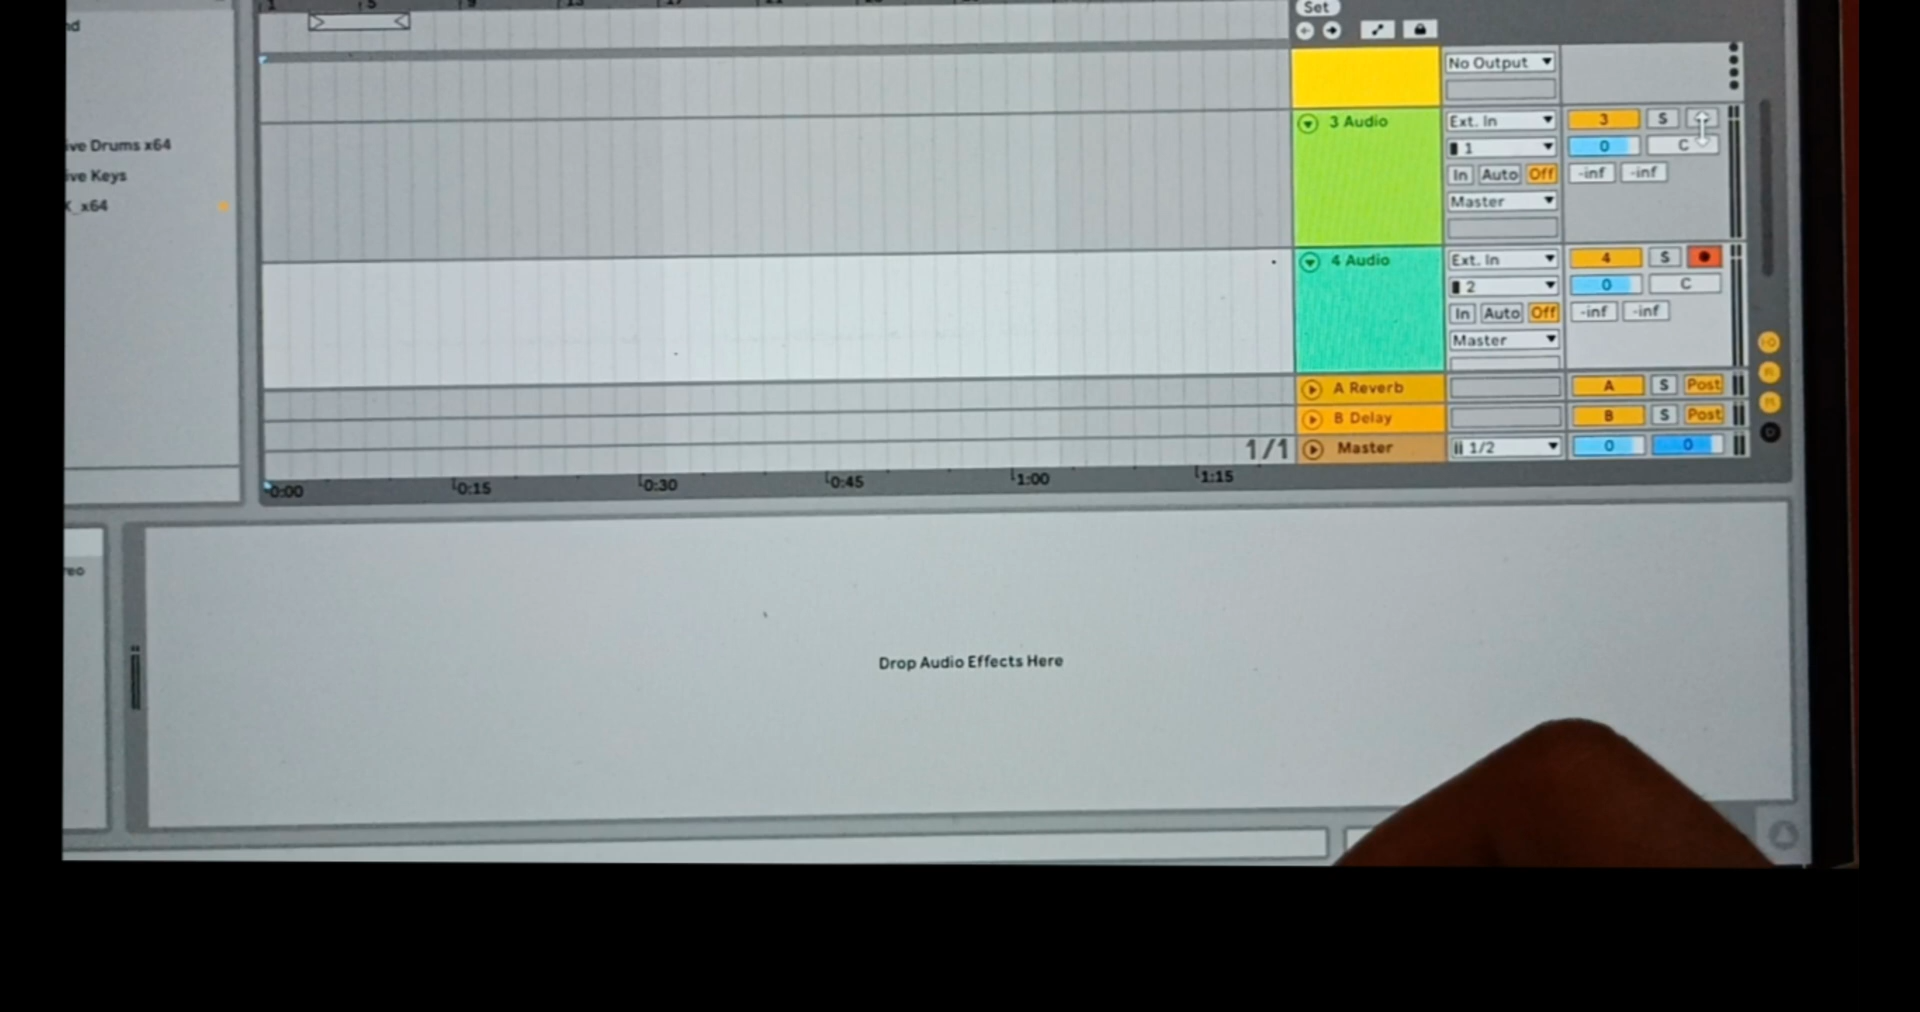 Set
No Output
ive Drums x64
ive Keys
x64
3 Audio
Ext. In
3
S
1
0
C
In
Auto
Off
-inf
-inf
Master
4 Audio
Ext. In
4
S
2
0
C
In
Auto
Off
-inf
-inf
Master
A Reverb
A
S
Post
B Delay
B
S
Post
1/1
Master
1/2
0
0
0:00
0:15
0:30
0:45
1:00
1:15
Drop Audio Effects Here